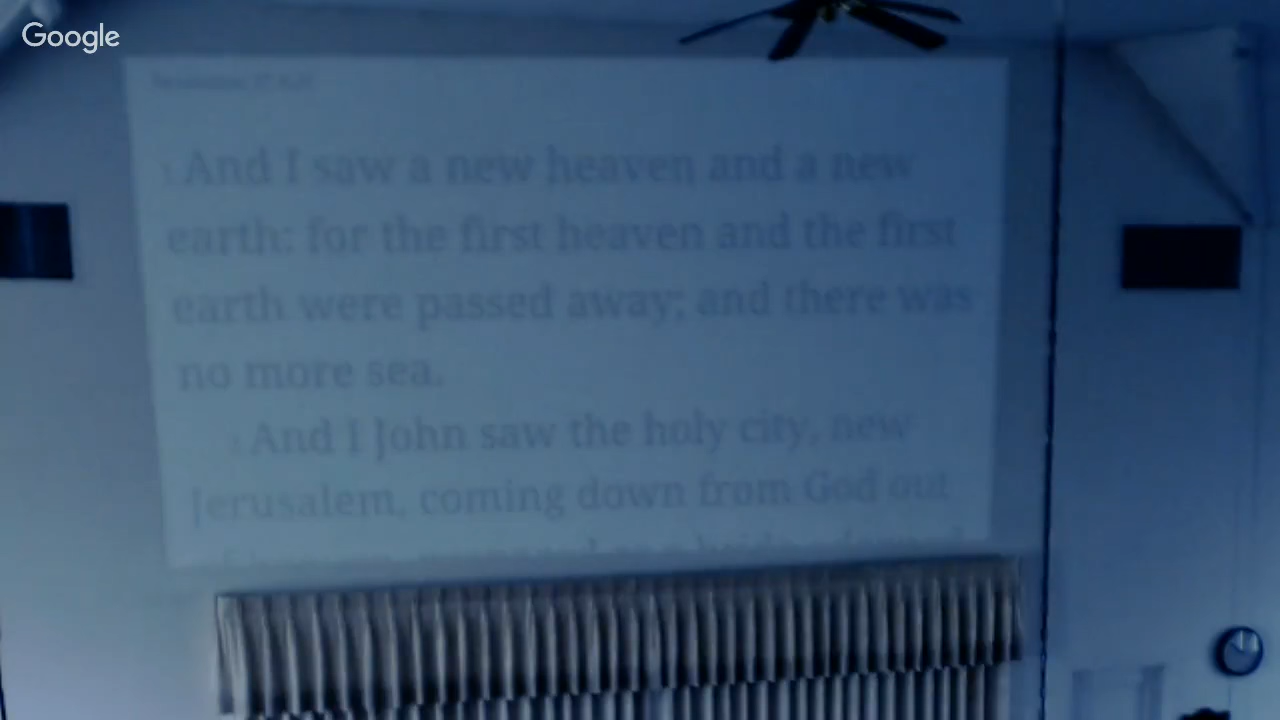 Google
And I saw a new heaven and a new
earth: for the first heaven and the first
earth were passed away; and there was
no more sea.
And I John saw the holy city, new
Jerusalem, coming down from God out